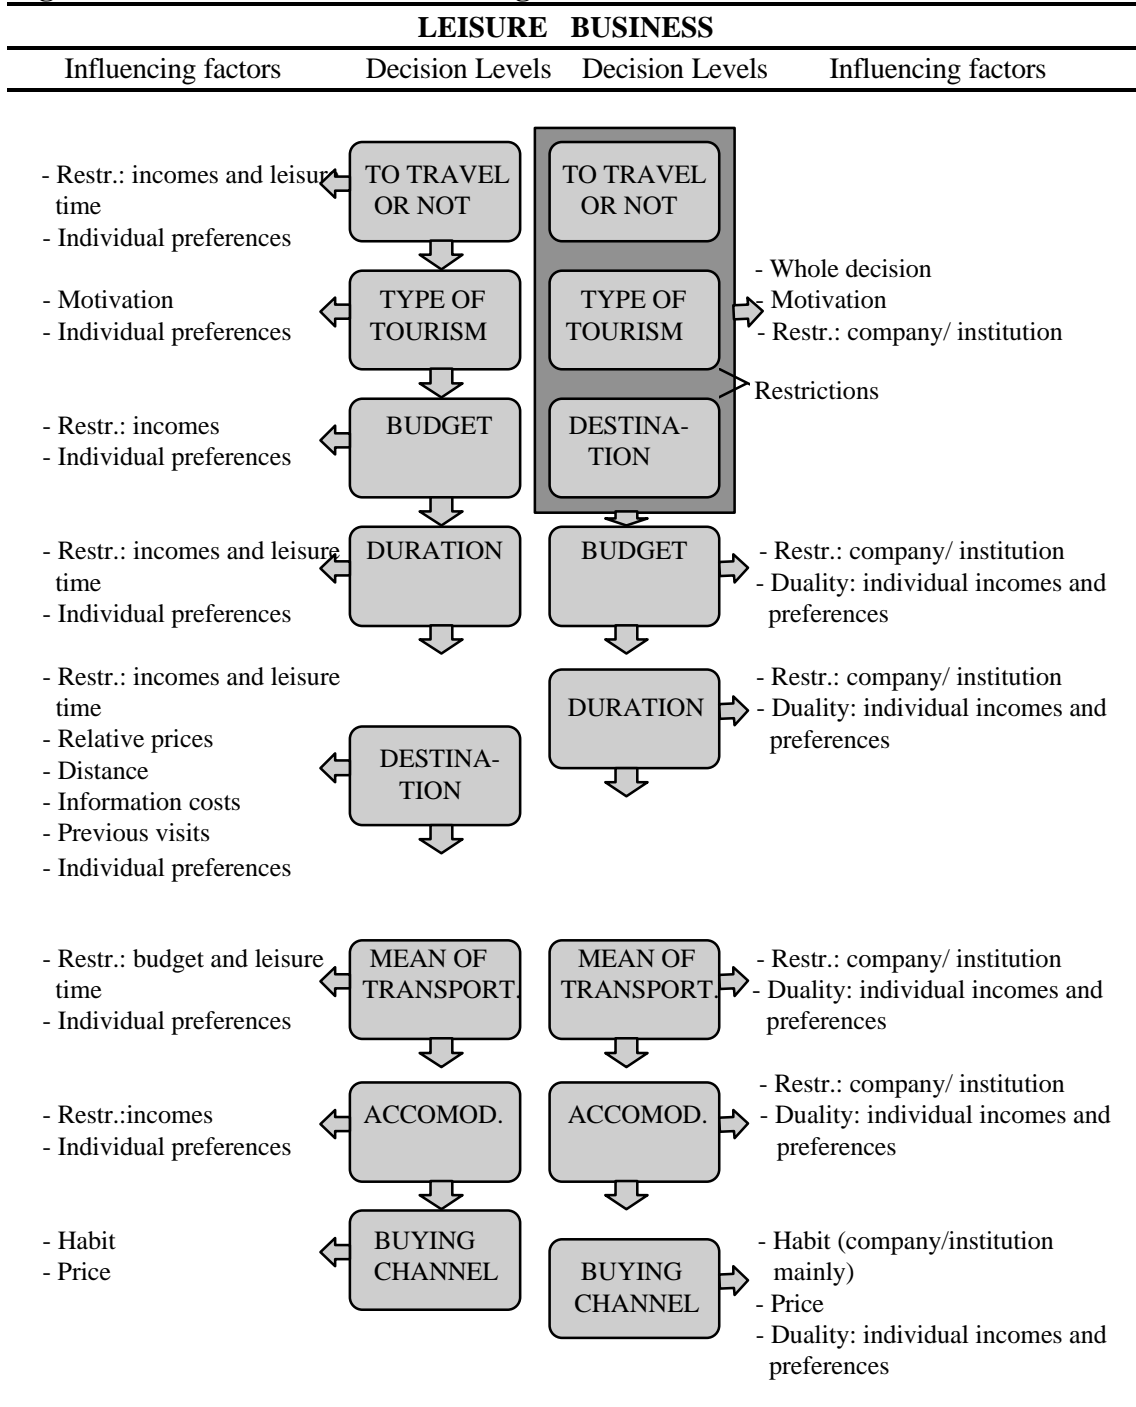 LEISURE BUSINESS
Influencing factors Decision Levels Decision Levels Influencing factors
- Restr.: incomes and leisure
time
- Individual preferences
TO TRAVEL
OR NOT
TO TRAVEL
OR NOT
- Motivation
- Individual preferences
TYPE OF
TOURISM
TYPE OF
TOURISM
- Whole decision
- Motivation
- Restr.: company/ institution
Restrictions
- Restr.: incomes
- Individual preferences
BUDGET
DESTINA-
TION
- Restr.: incomes and leisure
time
- Individual preferences
DURATION
BUDGET
- Restr.: company/ institution
- Duality: individual incomes and
preferences
- Restr.: incomes and leisure
time
- Relative prices
- Distance
- Information costs
- Previous visits
- Individual preferences
DESTINA-
TION
DURATION
- Restr.: company/ institution
- Duality: individual incomes and
preferences
- Restr.: budget and leisure
time
- Individual preferences
MEAN OF
TRANSPORT.
MEAN OF
TRANSPORT.
- Restr.: company/ institution
- Duality: individual incomes and
preferences
- Restr.:incomes
- Individual preferences
ACCOMOD.
ACCOMOD.
- Restr.: company/ institution
- Duality: individual incomes and
preferences
- Habit
- Price
BUYING
CHANNEL
BUYING
CHANNEL
- Habit (company/institution
mainly)
- Price
- Duality: individual incomes and
preferences